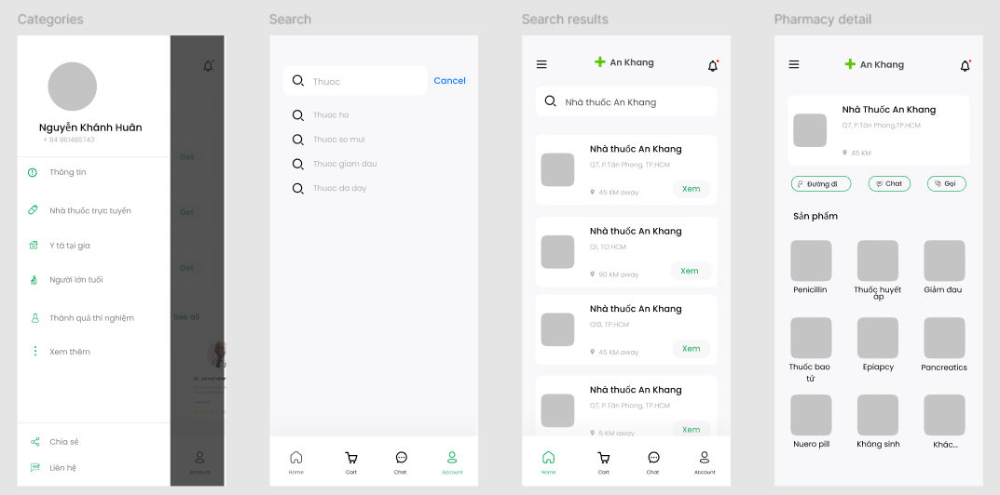 Categories
Nguyễn Khánh Huân
+ 84 961485743
Thông tin
Nhà thuốc trực tuyến
Y tá tại gia
Người lớn tuổi
Thành quả thí nghiệm
Xem thêm
Chia sẻ
Liên hệ
Get
Get
Get
See all
Account
Search
Thuoc
Cancel
Thuoc ho
Thuoc so mui
Thuoc giam dau
Thuoc da day
Home
Cart
Chat
Account
Search results
An Khang
Nhà thuốc An Khang
Nhà thuốc An Khang
Q7, P.Tân Phong, TP.HCM
45 KM away
Xem
Nhà thuốc An Khang
Q1, TO.HCM
90 KM away
Xem
Nhà thuốc An Khang
Q10, TP.HCM
45 KM away
Xem
Nhà thuốc An Khang
Q7, P.Tân Phong, TP.HCM
5 KM away
Xem
Home
Cart
Chat
Account
Pharmacy detail
An Khang
Nhà Thuốc An Khang
Q7, P.Tân Phong,TP.HCM
45 KM
Đường đi
Chat
Gọi
Sản phẩm
Penicillin
Thuốc huyết
áp
Giảm đau
Thuốc bao
tử
Epiapcy
Pancreatics
Nuero pill
Kháng sinh
Khác...